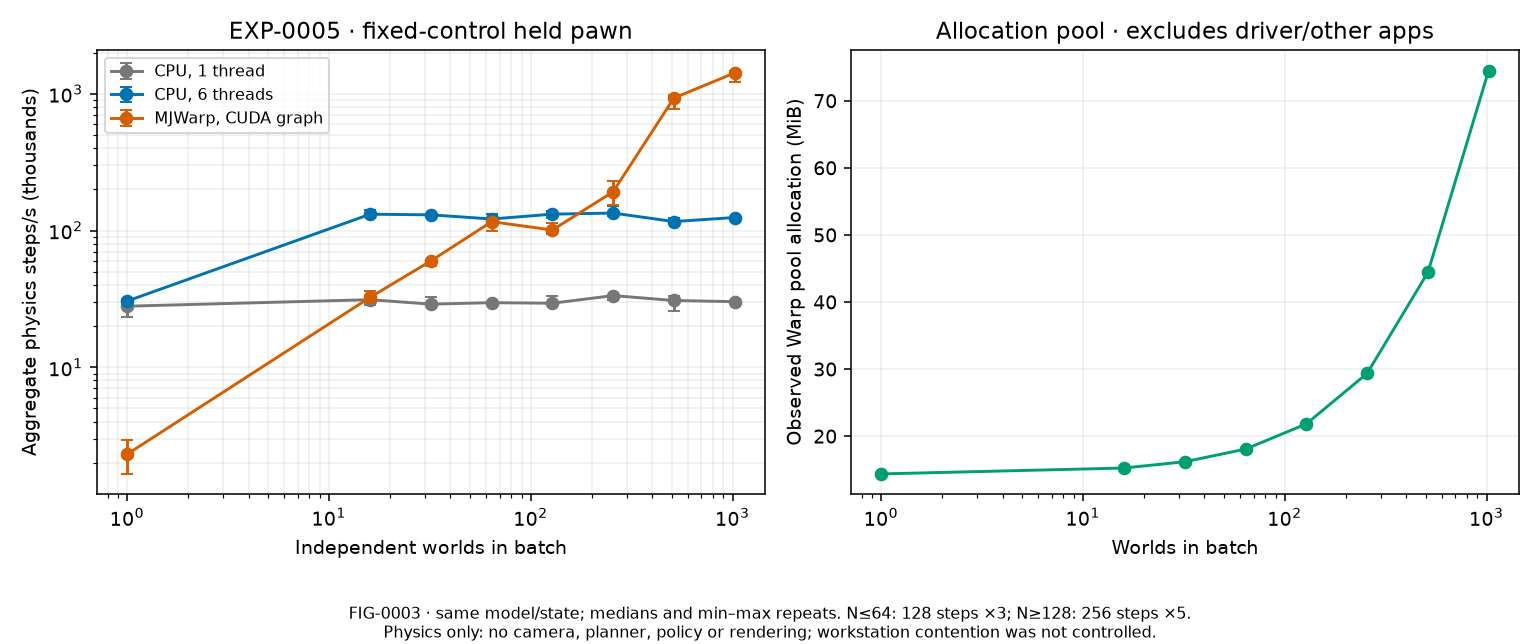 EXP-0005 · fixed-control held pawn
CPU, 1 thread
CPU, 6 threads
MJWarp, CUDA graph
Aggregate physics steps/s (thousands)
10³
10²
10¹
10⁰
10¹
10²
10³
Independent worlds in batch
Allocation pool · excludes driver/other apps
Observed Warp pool allocation (MiB)
70
60
50
40
30
20
10⁰
10¹
10²
10³
Worlds in batch
FIG-0003 · same model/state; medians and min–max repeats. N≤64: 128 steps ×3; N≥128: 256 steps ×5.
Physics only: no camera, planner, policy or rendering; workstation contention was not controlled.